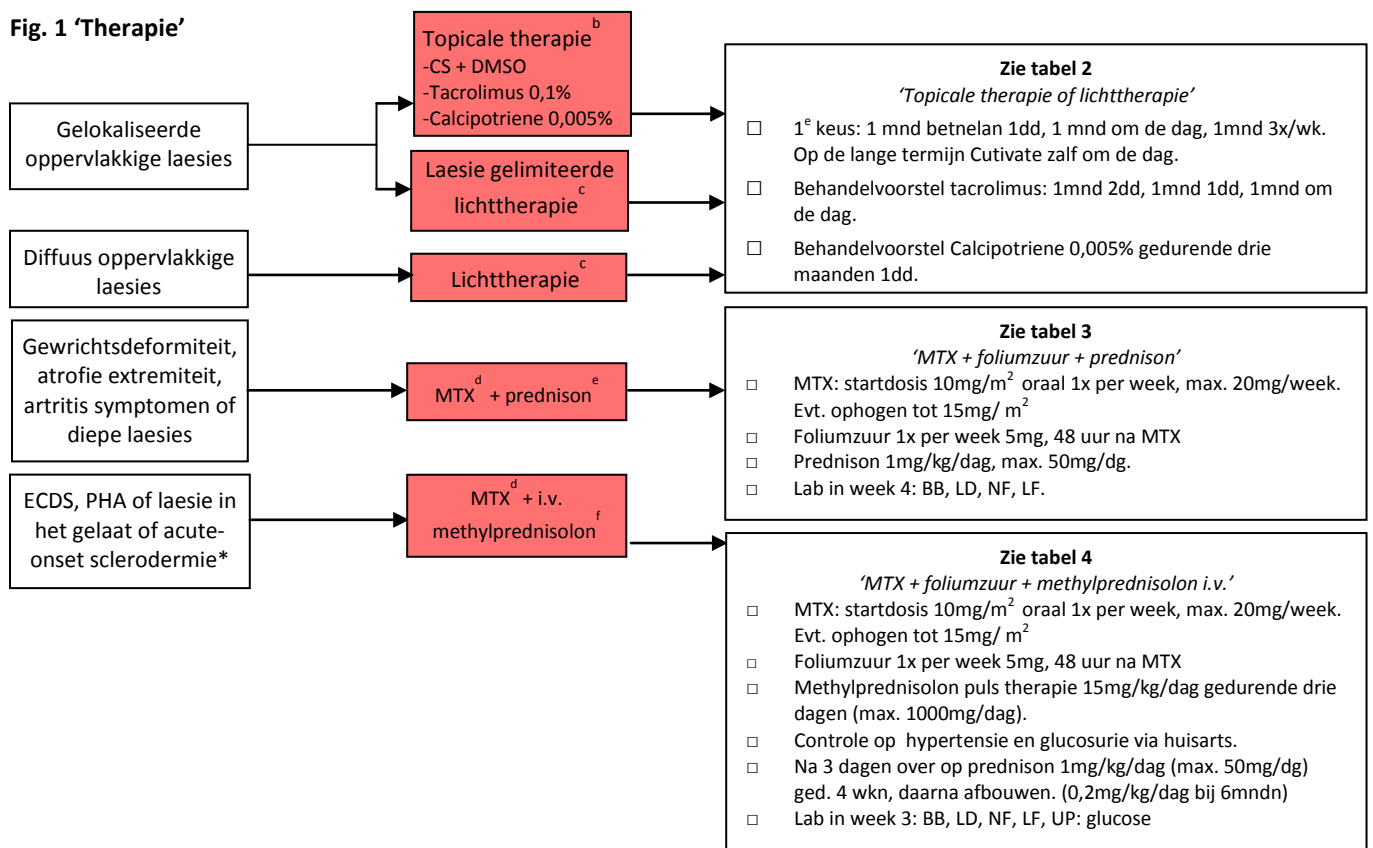 Fig. 1 ‘Therapie’
Gelokaliseerde
oppervlakkige laesies
Topicale therapie b
-CS + DMSO
-Tacrolimus 0,1%
-Calcipotriene 0,005%
Laesie gelimiteerde
lichttherapie c
Zie tabel 2
‘Topicale therapie of lichttherapie’
☐ 1e keus: 1 mnd betnelan 1dd, 1 mnd om de dag, 1mnd 3x/wk.
Op de lange termijn Cutivate zalf om de dag.
☐ Behandelvoorstel tacrolimus: 1mnd 2dd, 1mnd 1dd, 1mnd om
de dag.
☐ Behandelvoorstel Calcipotriene 0,005% gedurende drie
maanden 1dd.
Diffuus oppervlakkige
laesies
Lichttherapie c
Gewrichtsdeformiteit,
atrofie extremiteit,
artritis symptomen of
diepe laesies
MTX d + prednison e
Zie tabel 3
‘MTX + foliumzuur + prednison’
☐ MTX: startdosis 10mg/m2 oraal 1x per week, max. 20mg/week.
Evt. ophogen tot 15mg/ m2
☐ Foliumzuur 1x per week 5mg, 48 uur na MTX
☐ Prednison 1mg/kg/dag, max. 50mg/dg.
☐ Lab in week 4: BB, LD, NF, LF.
ECDS, PHA of laesie in
het gelaat of acute-
onset sclerodermie*
MTX d + i.v.
methylprednisolon f
Zie tabel 4
‘MTX + foliumzuur + methylprednisolon i.v.’
☐ MTX: startdosis 10mg/m2 oraal 1x per week, max. 20mg/week.
Evt. ophogen tot 15mg/ m2
☐ Foliumzuur 1x per week 5mg, 48 uur na MTX
☐ Methylprednisolon puls therapie 15mg/kg/dag gedurende drie
dagen (max. 1000mg/dag).
☐ Controle op hypertensie en glucosurie via huisarts.
☐ Na 3 dagen over op prednison 1mg/kg/dag (max. 50mg/dg)
ged. 4 wkn, daarna afbouwen. (0,2mg/kg/dag bij 6mndn)
☐ Lab in week 3: BB, LD, NF, LF, UP: glucose